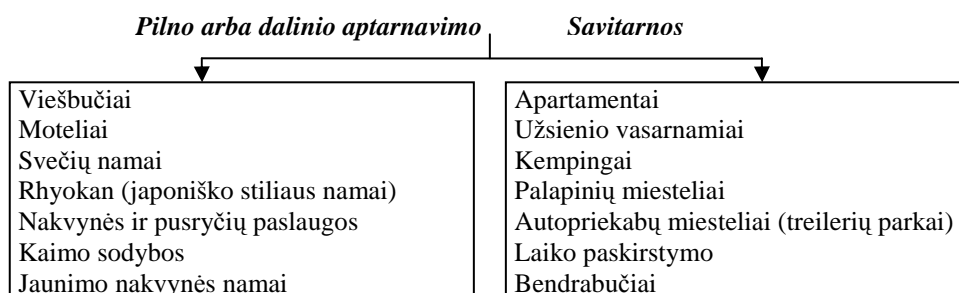 Pilno arba dalinio aptarnavimo
Savitarnos
Viešbučiai
Moteliai
Svečių namai
Rhyokan (japoniško stiliaus namai)
Nakvynės ir pusryčių paslaugos
Kaimo sodybos
Jaunimo nakvynės namai
Apartamentai
Užsienio vasarnamiai
Kempingai
Palapinių miesteliai
Autopriekabų miesteliai (treilerių parkai)
Laiko paskirstymo
Bendrabučiai